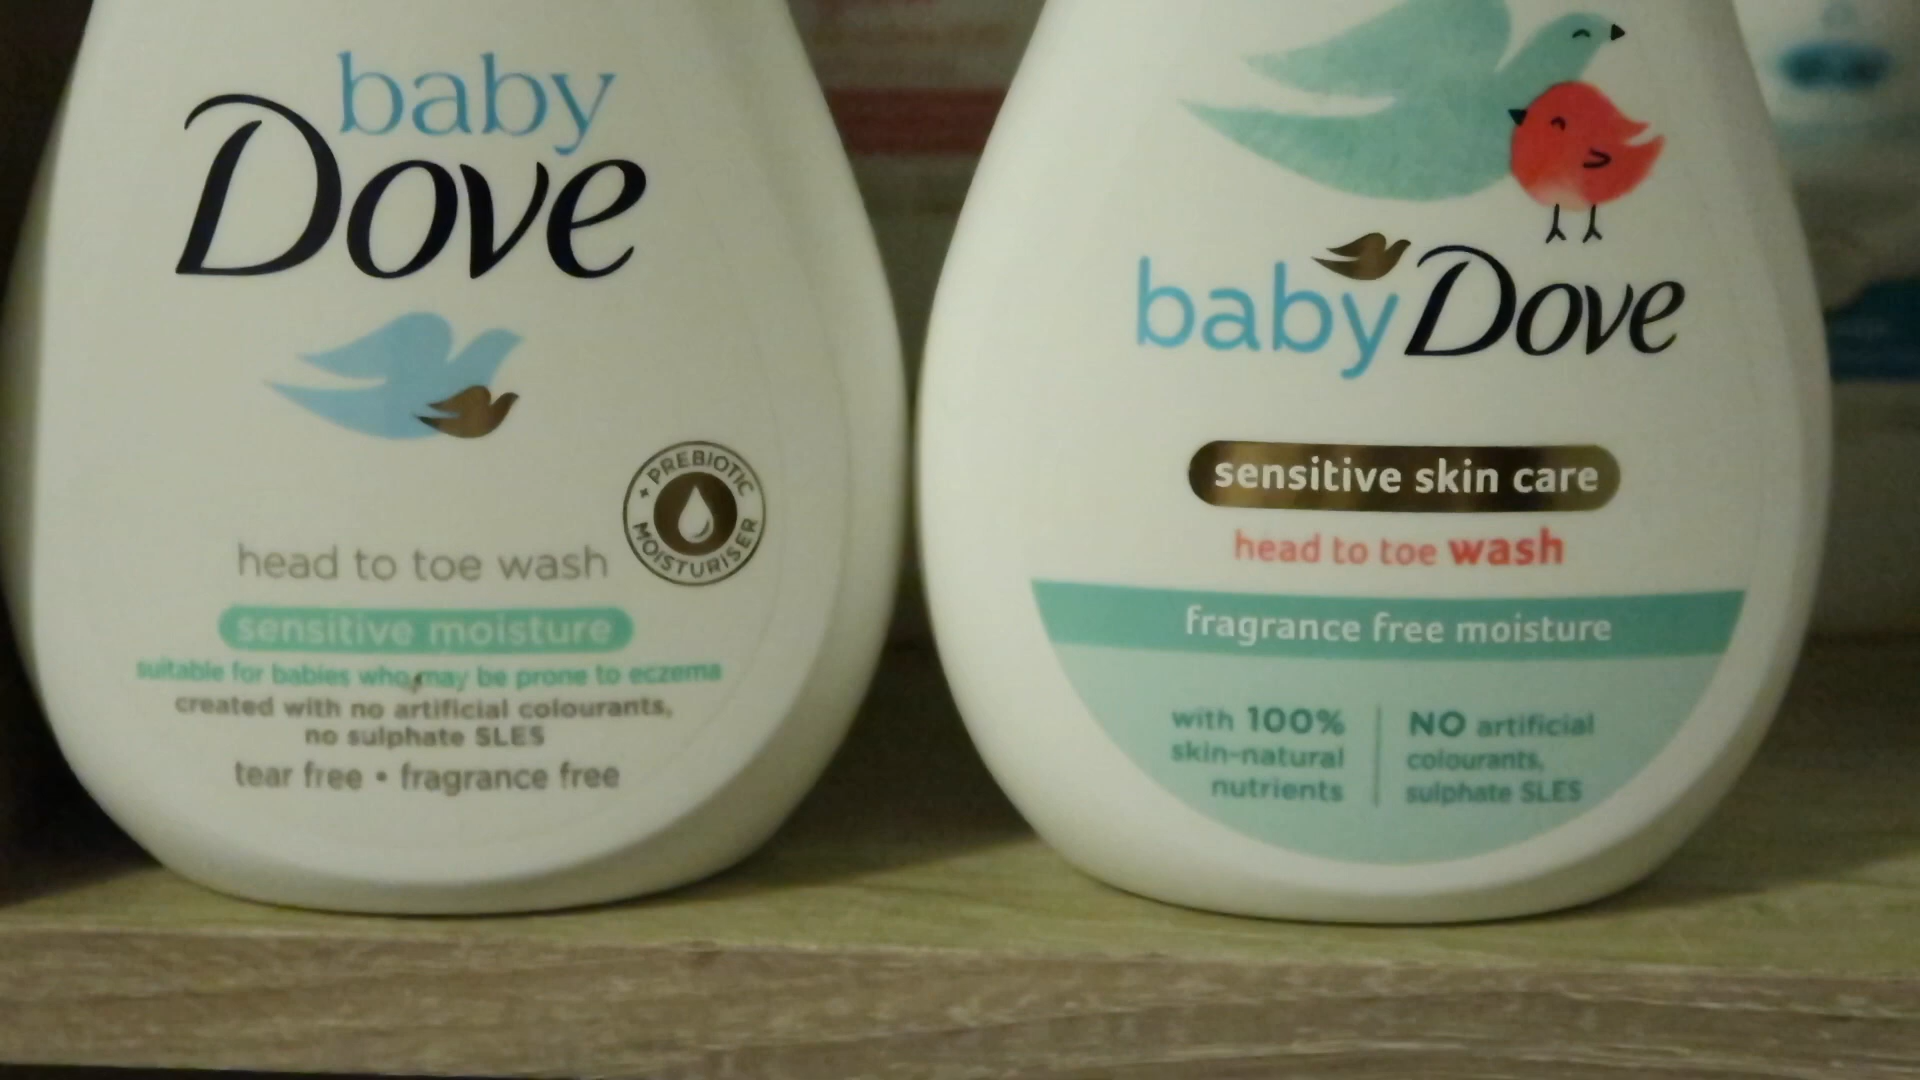 baby
Dove
+ PREBIOTIC
MOISTURISER
head to toe wash
sensitive moisture
suitable for babies who may be prone to eczema
created with no artificial colourants,
no sulphate SLES
tear free • fragrance free
baby Dove
sensitive skin care
head to toe wash
fragrance free moisture
with 100%
skin-natural
nutrients
NO artificial
colourants,
sulphate SLES